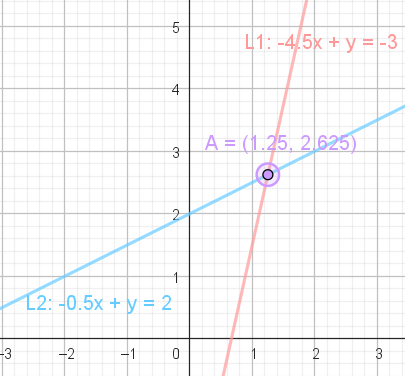 5
L1: -4.5x + y = -3
4
A = (1.25, 2.625)
3
2
1
L2: -0.5x + y = 2
-3 -2 -1 0 1 2 3